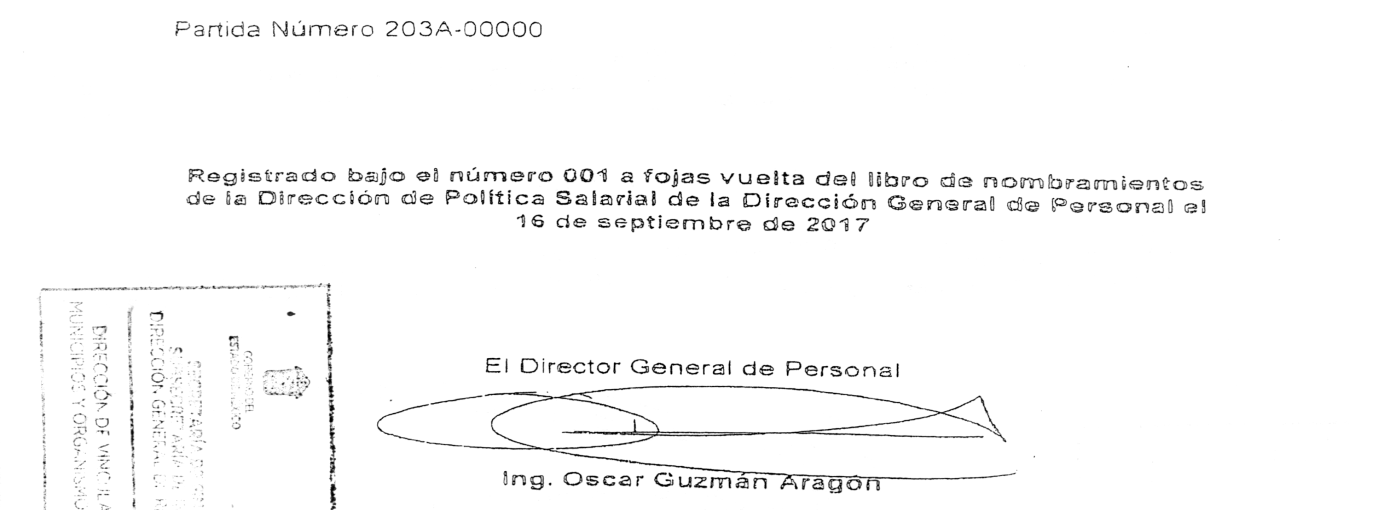 Partida Número 203A-00000
Registrado bajo el número 001 a fojas vuelta del libro de nombramientos
de la Dirección de Política Salarial de la Dirección General de Personal el
16 de septiembre de 2017
El Director General de Personal
Ing. Oscar Guzmán Aragón
DIRECCIÓN GENERAL
DIRECCIÓN DE
MUNICIPIOS Y